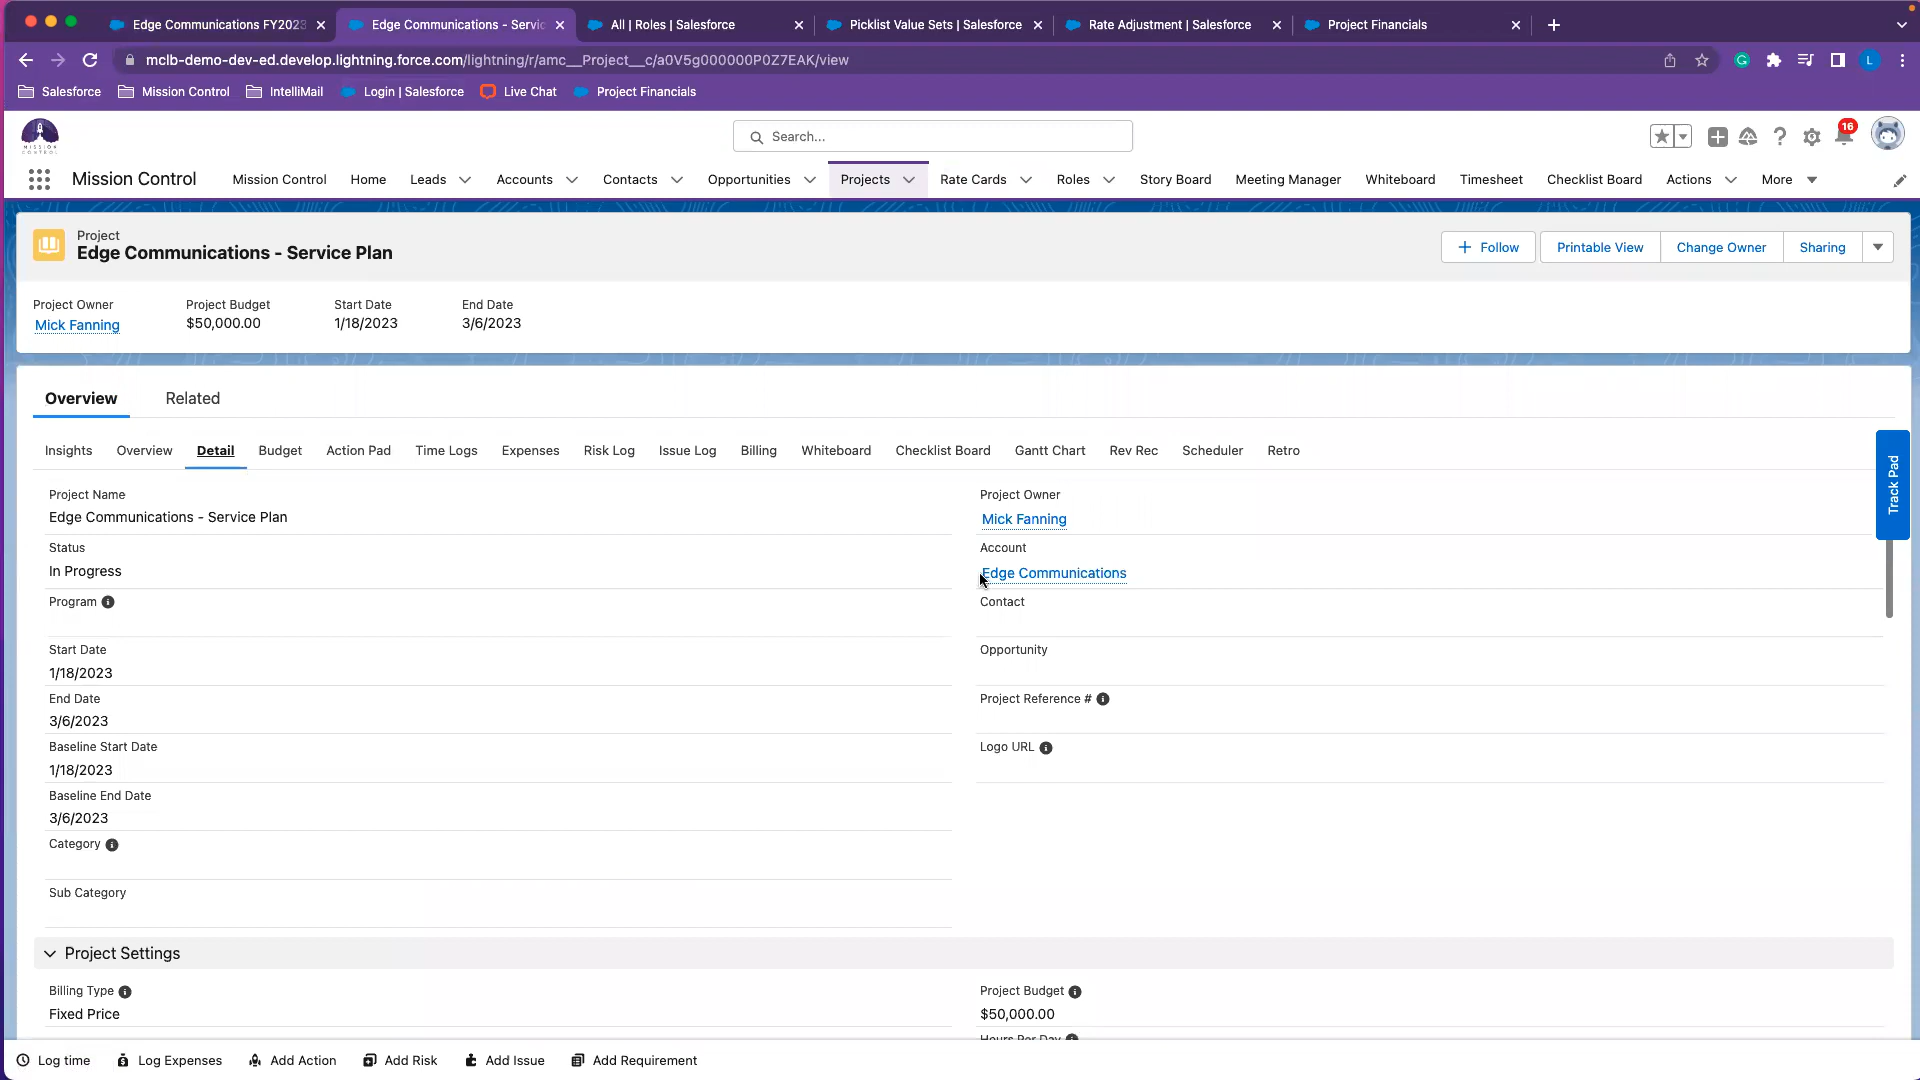 Edge Communications FY2023
Edge Communications - Servic
All | Roles | Salesforce
Picklist Value Sets | Salesforce
Rate Adjustment | Salesforce
Project Financials
mclb-demo-dev-ed.develop.lightning.force.com/lightning/r/amc__Project__c/a0V5g000000P0Z7EAK/view
L
Salesforce
Mission Control
IntelliMail
Login | Salesforce
Live Chat
Project Financials
MISSION
CONTROL
Search...
16
Mission Control
Mission Control
Home
Leads
Accounts
Contacts
Opportunities
Projects
Rate Cards
Roles
Story Board
Meeting Manager
Whiteboard
Timesheet
Checklist Board
Actions
More
Project
Edge Communications - Service Plan
Follow
Printable View
Change Owner
Sharing
Project Owner
Mick Fanning
Project Budget
$50,000.00
Start Date
1/18/2023
End Date
3/6/2023
Overview
Related
Insights
Overview
Detail
Budget
Action Pad
Time Logs
Expenses
Risk Log
Issue Log
Billing
Whiteboard
Checklist Board
Gantt Chart
Rev Rec
Scheduler
Retro
Track Pad
Project Name
Edge Communications - Service Plan
Project Owner
Mick Fanning
Status
In Progress
Account
Edge Communications
Program
Contact
Start Date
1/18/2023
Opportunity
End Date
3/6/2023
Project Reference #
Baseline Start Date
1/18/2023
Logo URL
Baseline End Date
3/6/2023
Category
Sub Category
Project Settings
Billing Type
Fixed Price
Project Budget
$50,000.00
Hours Per Day
Log time
Log Expenses
Add Action
Add Risk
Add Issue
Add Requirement